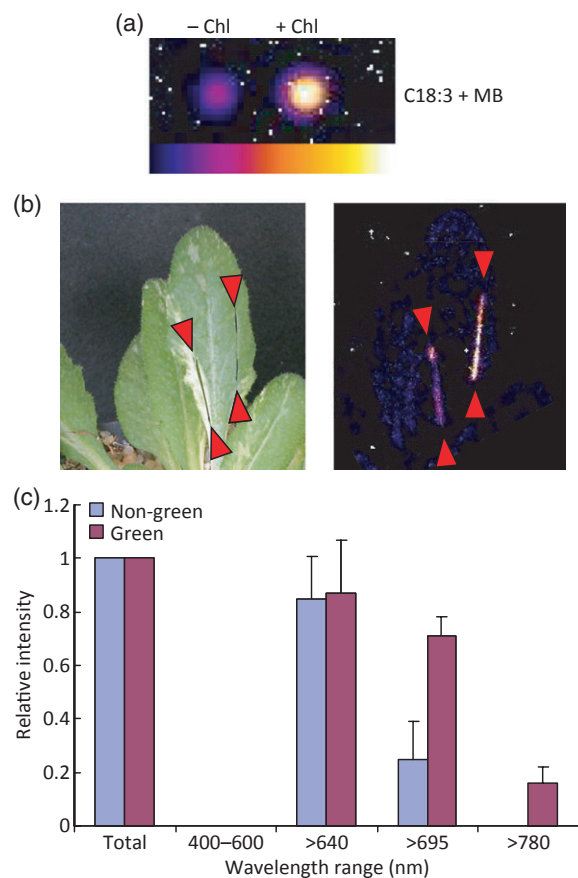 (a)
– Chl + Chl
C18:3 + MB
(b)
(c)
Non-green
Green
Relative intensity
1.2
1
0.8
0.6
0.4
0.2
0
Total 400–600 >640 >695 >780
Wavelength range (nm)